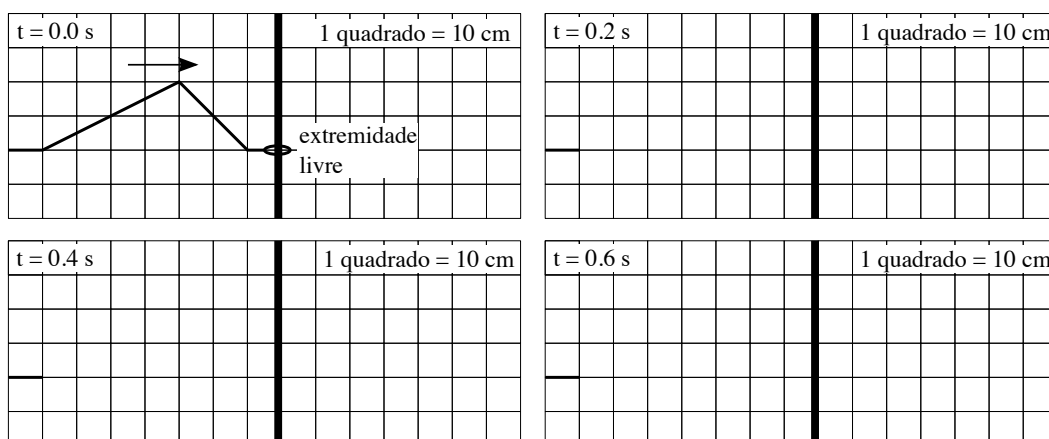 t = 0.0 s
1 quadrado = 10 cm
extremidade
livre
t = 0.2 s
1 quadrado = 10 cm
t = 0.4 s
1 quadrado = 10 cm
t = 0.6 s
1 quadrado = 10 cm